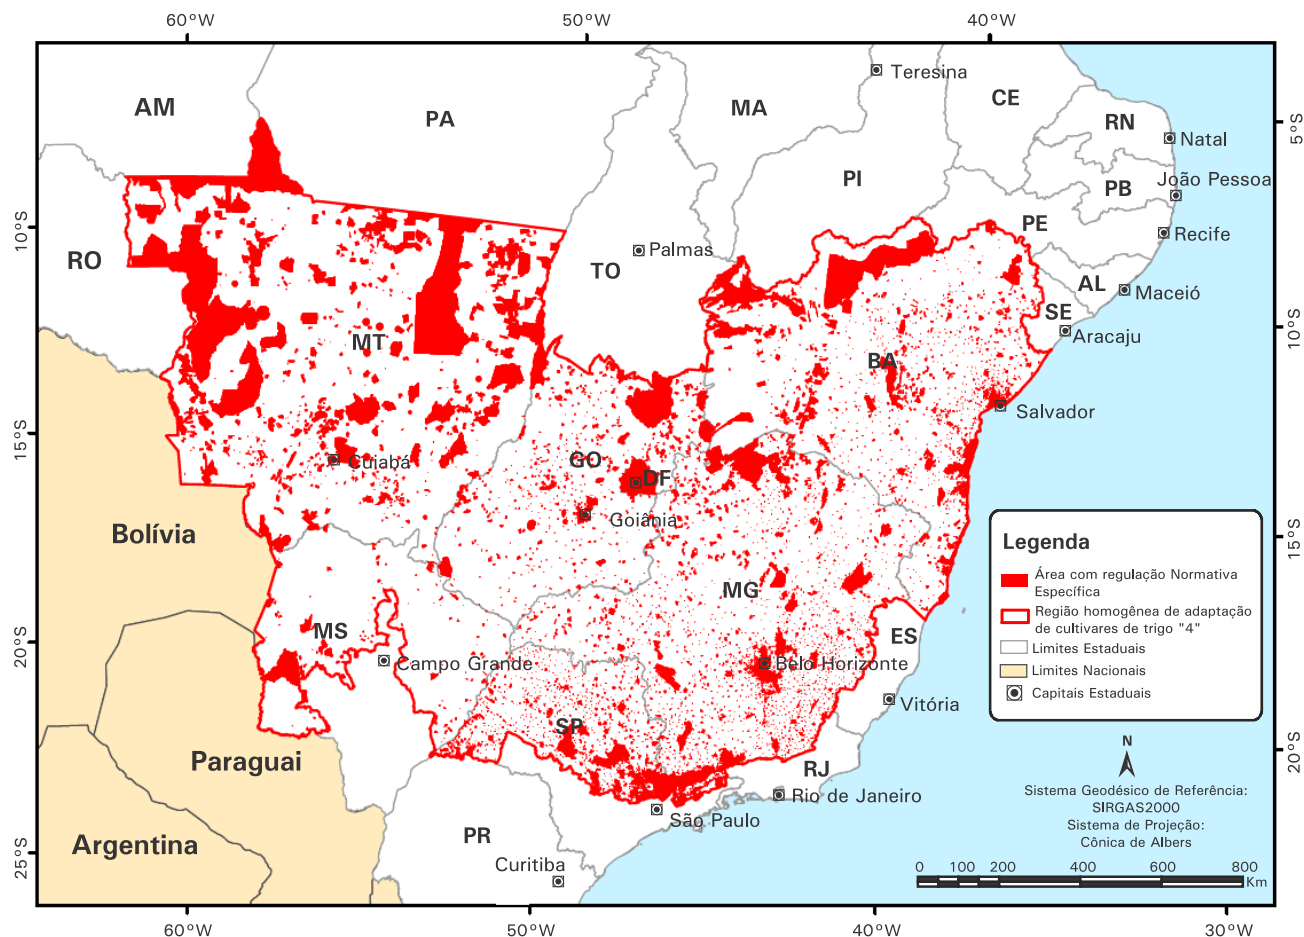 60°W
50°W
40°W
AM
PA
MA
Teresina
CE
RN
Natal
5°S
PI
PB
João Pessoa
10°S
RO
TO
Palmas
PE
Recife
AL
Maceió
SE
Aracaju
10°S
MT
BA
Salvador
15°S
Cuiabá
GO
DF
Goiânia
Bolívia
15°S
Legenda
Área com regulação Normativa
Específica
Região homogênea de adaptação
de cultivares de trigo "4"
Limites Estaduais
Limites Nacionais
Capitais Estaduais
MG
MS
ES
20°S
Campo Grande
Belo Horizonte
Vitória
SP
Paraguai
RJ
20°S
N
Rio de Janeiro
Sistema Geodésico de Referência:
SIRGAS2000
Sistema de Projeção:
Cônica de Albers
São Paulo
PR
Argentina
25°S
Curitiba
0 100 200 400 600 800
Km
60°W
50°W
40°W
30°W